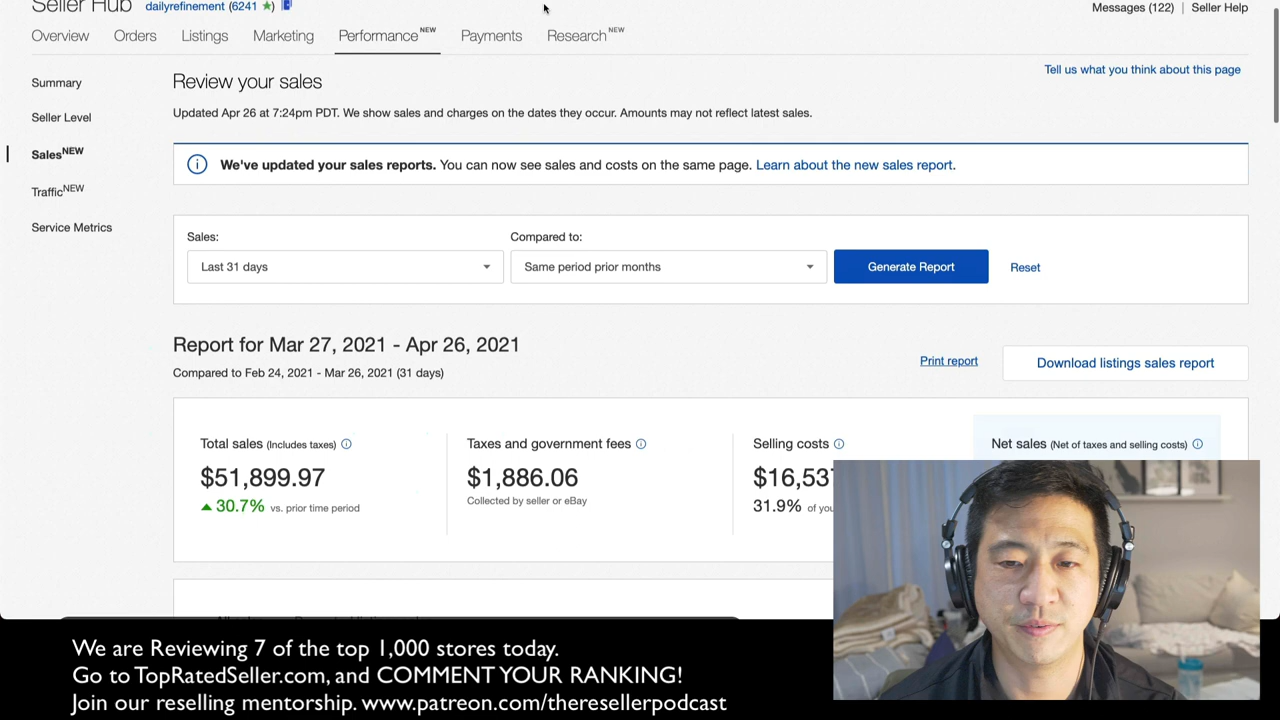 Seller Hub dailyrefinement (6241 ★) Messages (122) | Seller Help
Overview Orders Listings Marketing Performance NEW Payments Research NEW
Tell us what you think about this page
Summary
Seller Level
Sales NEW
Traffic NEW
Service Metrics
Review your sales
Updated Apr 26 at 7:24pm PDT. We show sales and charges on the dates they occur. Amounts may not reflect latest sales.
We've updated your sales reports. You can now see sales and costs on the same page. Learn about the new sales report.
Sales: Compared to:
Last 31 days Same period prior months Generate Report Reset
Report for Mar 27, 2021 - Apr 26, 2021
Compared to Feb 24, 2021 - Mar 26, 2021 (31 days)
Print report Download listings sales report
Total sales (Includes taxes) Taxes and government fees Selling costs Net sales (Net of taxes and selling costs)
$51,899.97 $1,886.06 $16,537
30.7% vs. prior time period Collected by seller or eBay 31.9% of you
We are Reviewing 7 of the top 1,000 stores today.
Go to TopRatedSeller.com, and COMMENT YOUR RANKING!
Join our reselling mentorship. www.patreon.com/theresellerpodcast